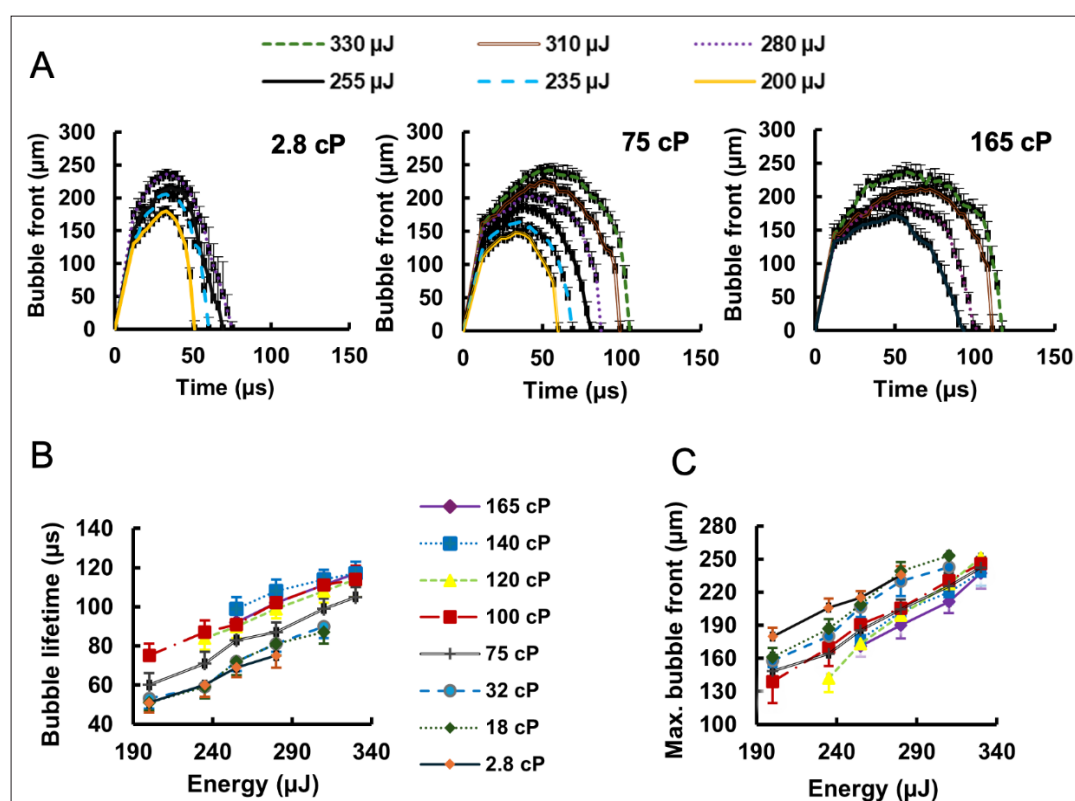 A
330 µJ 310 µJ 280 µJ
255 µJ 235 µJ 200 µJ
2.8 cP
Bubble front (µm)
300
250
200
150
100
50
0
0 50 100 150
Time (µs)
75 cP
Bubble front (µm)
300
250
200
150
100
50
0
0 50 100 150
Time (µs)
165 cP
Bubble front (µm)
300
250
200
150
100
50
0
0 50 100 150
Time (µs)
B
Bubble lifetime (µs)
140
120
100
80
60
40
190 240 290 340
Energy (µJ)
165 cP
140 cP
120 cP
100 cP
75 cP
32 cP
18 cP
2.8 cP
C
Max. bubble front (µm)
280
250
220
190
160
130
100
190 240 290 340
Energy (µJ)